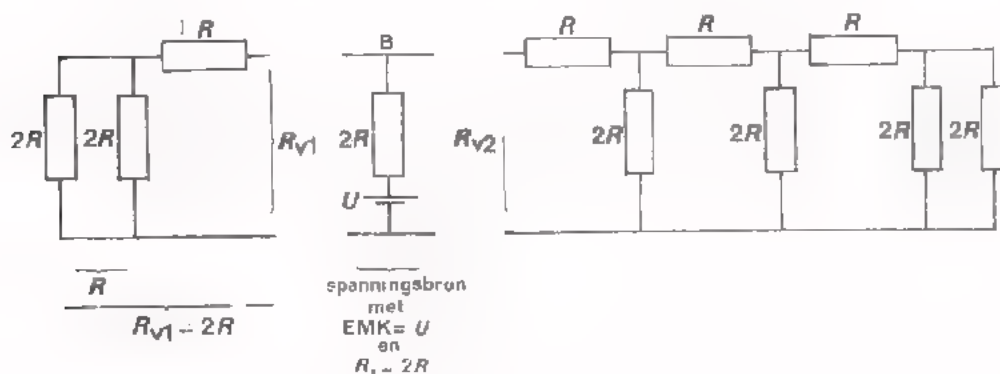 R
B
R
R
R
2R
2R
R_V1
2R
U
R_V2
2R
2R
2R
2R
R
R_V1 = 2R
spanningsbron
met
EMK = U
en
R_i = 2R